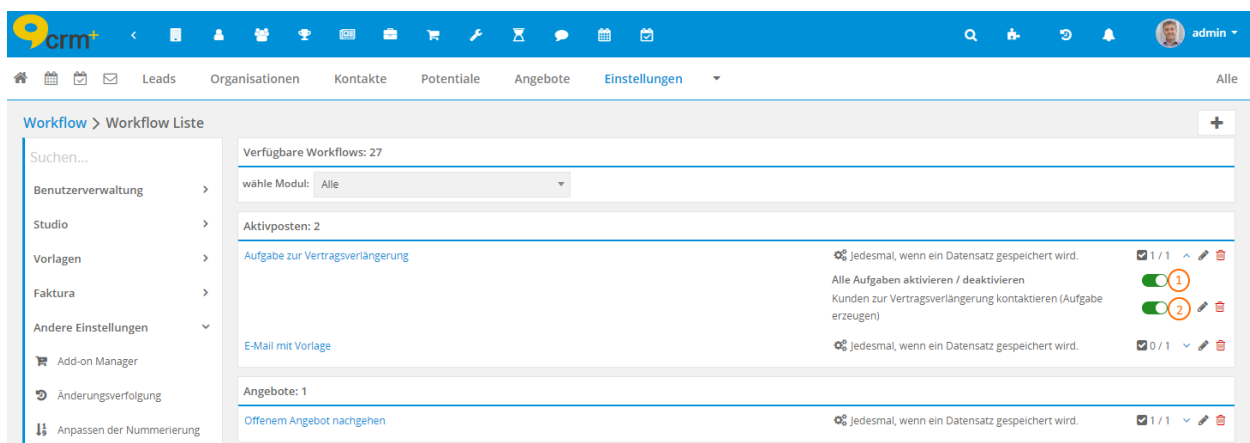 9crm+
admin
Leads Organisationen Kontakte Potentiale Angebote Einstellungen Alle
Workflow > Workflow Liste
Suchen...
Benutzerverwaltung
Studio
Vorlagen
Faktura
Andere Einstellungen
Add-on Manager
Änderungsverfolgung
Anpassen der Nummerierung
Verfügbare Workflows: 27
wähle Modul: Alle
Aktivposten: 2
Aufgabe zur Vertragsverlängerung Jedesmal, wenn ein Datensatz gespeichert wird. 1 / 1
Alle Aufgaben aktivieren / deaktivieren 1
Kunden zur Vertragsverlängerung kontaktieren (Aufgabe
erzeugen) 2
E-Mail mit Vorlage Jedesmal, wenn ein Datensatz gespeichert wird. 0 / 1
Angebote: 1
Offenem Angebot nachgehen Jedesmal, wenn ein Datensatz gespeichert wird. 1 / 1